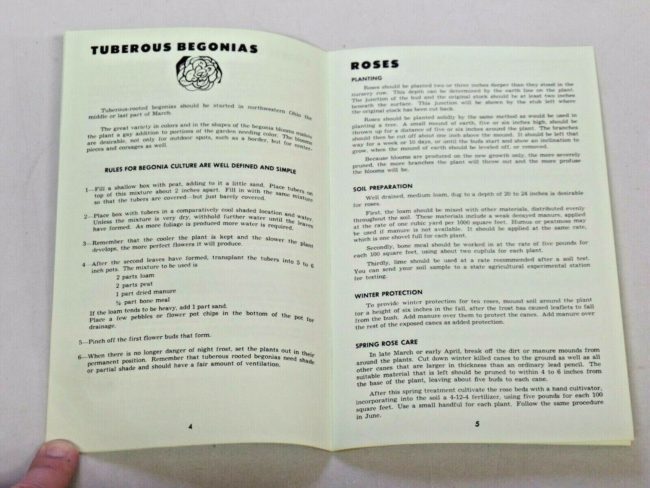 TUBEROUS BEGONIAS
Tuberous-rooted begonias should be started in northwestern Ohio the
middle or last part of March.
The great variety in colors and in the shapes of the begonia blooms makes
the plant a gay addition to portions of the garden needing color. The blooms
are desirable, not only for outdoor spots, such as a border, but for center-
pieces and corsages as well.
RULES FOR BEGONIA CULTURE ARE WELL DEFINED AND SIMPLE
1—Fill a shallow box with peat, adding to it a little sand. Place tubers on
top of this mixture about 2 inches apart. Fill in with the same mixture
so that the tubers are covered—but just barely covered.
2—Place box with tubers in a comparatively cool shaded location and water.
Unless the mixture is very dry, withhold further water until the leaves
have formed. As more foliage is produced more water is required.
3—Remember that the cooler the plant is kept and the slower the plant
develops, the more perfect flowers it will produce.
4—After the second leaves have formed, transplant the tubers into 5 to 6
inch pots. The mixture to be used is
2 parts loam
2 parts peat
1 part dried manure
part bone meal
If the loam tends to be heavy, add 1 part sand.
Place a few pebbles or flower pot chips in the bottom of the pot for
drainage.
5—Pinch off the first flower buds that form.
6—When there is no longer danger of night frost, set the plants out in their
permanent position. Remember that tuberous rooted begonias need shade
or partial shade and should have a fair amount of ventilation.
4
ROSES
PLANTING
Roses should be planted two or three inches deeper than they stood in the
nursery row. This depth can be determined by the earth line on the plant.
The junction of the bud and the original stock should be at least two inches
beneath the surface. This junction will be shown by the stub left where
the original stock has been cut back.
Roses should be planted solidly by the same method as would be used in
planting a tree. A small mound of earth, five or six inches high, should be
thrown up for a distance of five or six inches around the plant. The branches
should then be cut off about one inch above the mound. It should be left that
way for a week or 10 days, or until the buds start and show an inclination to
grow, when the mound of earth should be leveled off, or removed.
Because blooms are produced on the new growth only, the more severely
pruned, the more branches the plant will throw out and the more profuse
the blooms will be.
SOIL PREPARATION
Well drained, medium loam, dug to a depth of 20 to 24 inches is desirable
for roses.
First, the loam should be mixed with other materials, distributed evenly
throughout the soil. These materials include a weak decayed manure, applied
at the rate of one cubic yard per 1000 square feet. Humus or peatmoss may
be used if manure is not available. It should be applied at the same rate,
which is one shovel full for each plant.
Secondly, bone meal should be worked in at the rate of five pounds for
each 100 square feet, using about two cupfuls for each plant.
Thirdly, lime should be used at a rate recommended after a soil test.
You can send your soil sample to a state agricultural experimental station
for testing.
WINTER PROTECTION
To provide winter protection for tea roses, mound soil around the plant
for a height of six inches in the fall, after the frost has caused leaflets to fall
from the bush. Add manure over them to protect the canes. Add manure over
the rest of the exposed canes as added protection.
SPRING ROSE CARE
In late March or early April, break off the dirt or manure mounds from
around the plants. Cut down winter killed canes to the ground as well as all
other canes that are larger in thickness than an ordinary lead pencil. The
suitable material that is left should be pruned to within 4 to 6 inches from
the base of the plant, leaving about five buds to each cane.
After this spring treatment cultivate the rose beds with a hand cultivator,
incorporating into the soil a 4-12-4 fertilizer, using five pounds for each 100
square feet. Use a small handful for each plant. Follow the same procedure
in June.
5